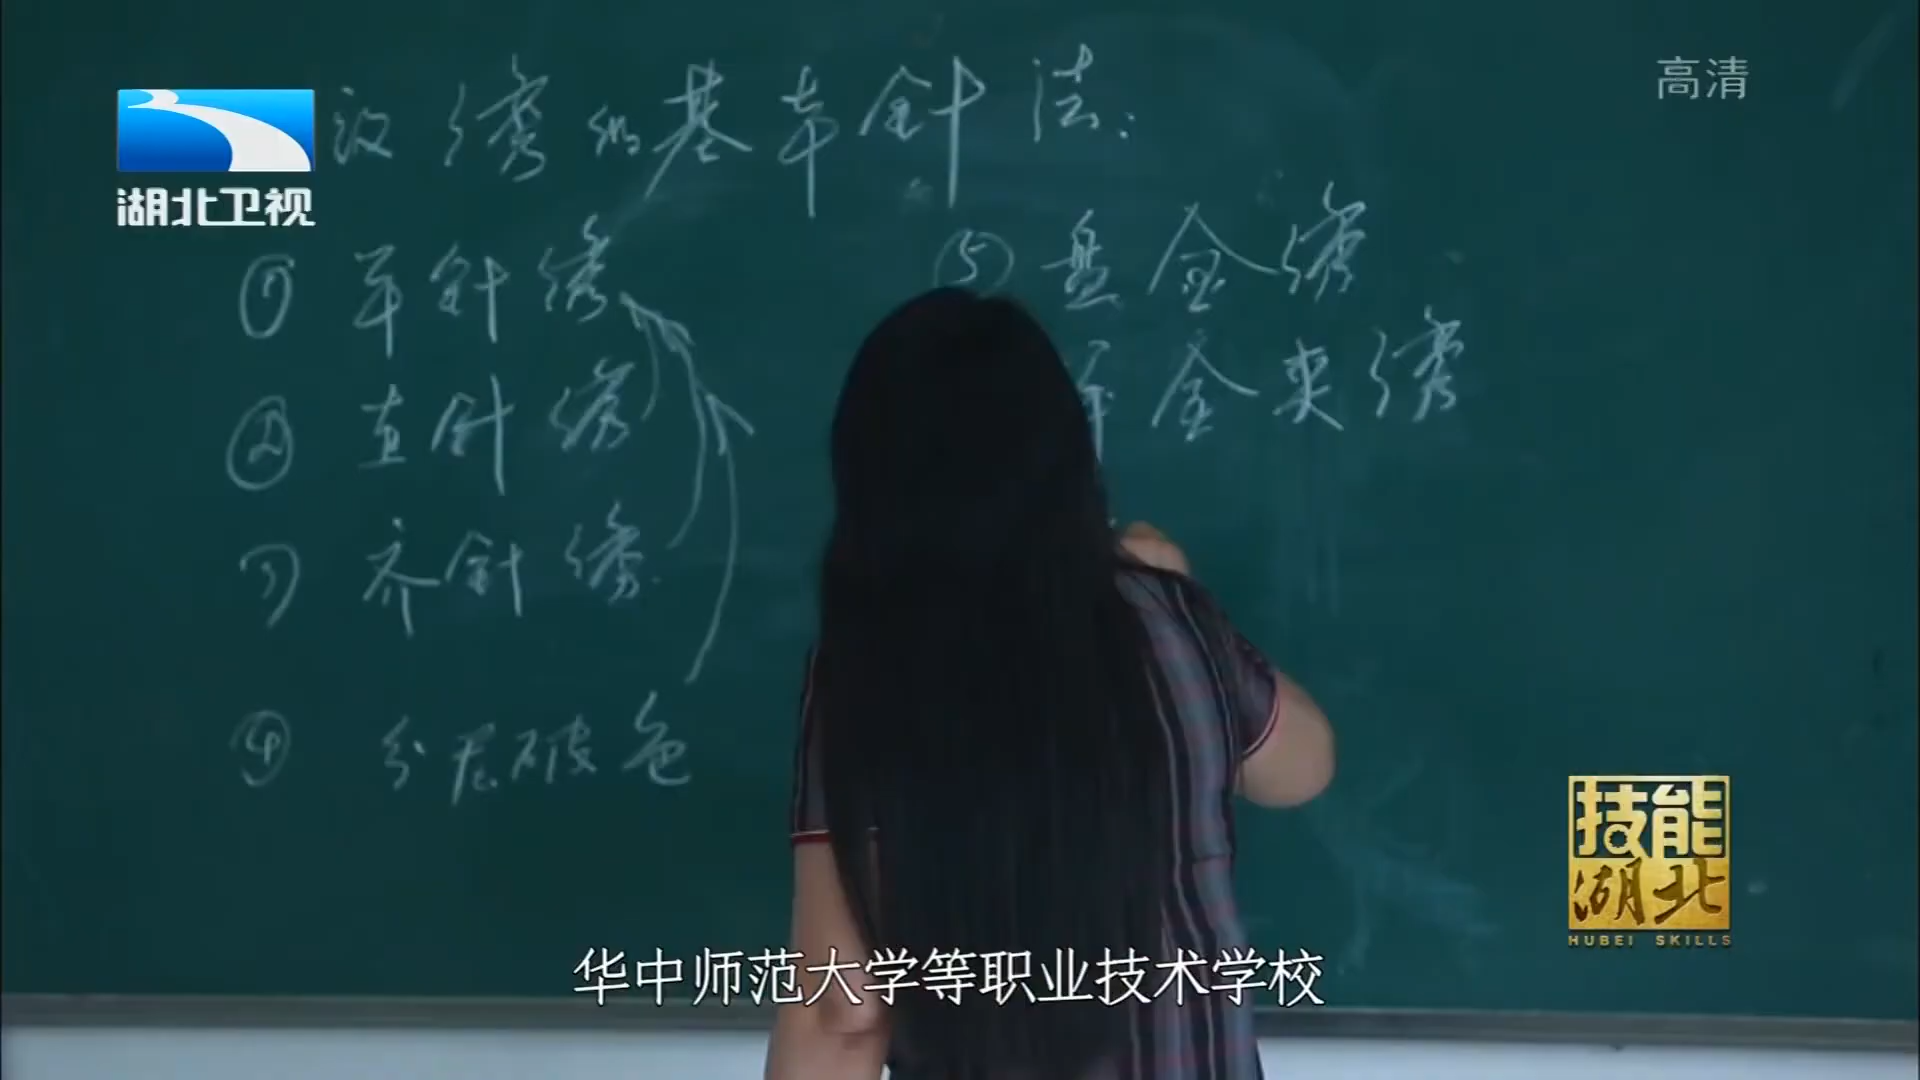 高清
湖北卫视
汉绣的基本针法:
① 平针绣
② 直针绣
③ 齐针绣
④ 分层破色
⑤ 盘金绣
金夹绣
技能
湖北
HUBEI SKILLS
华中师范大学等职业技术学校